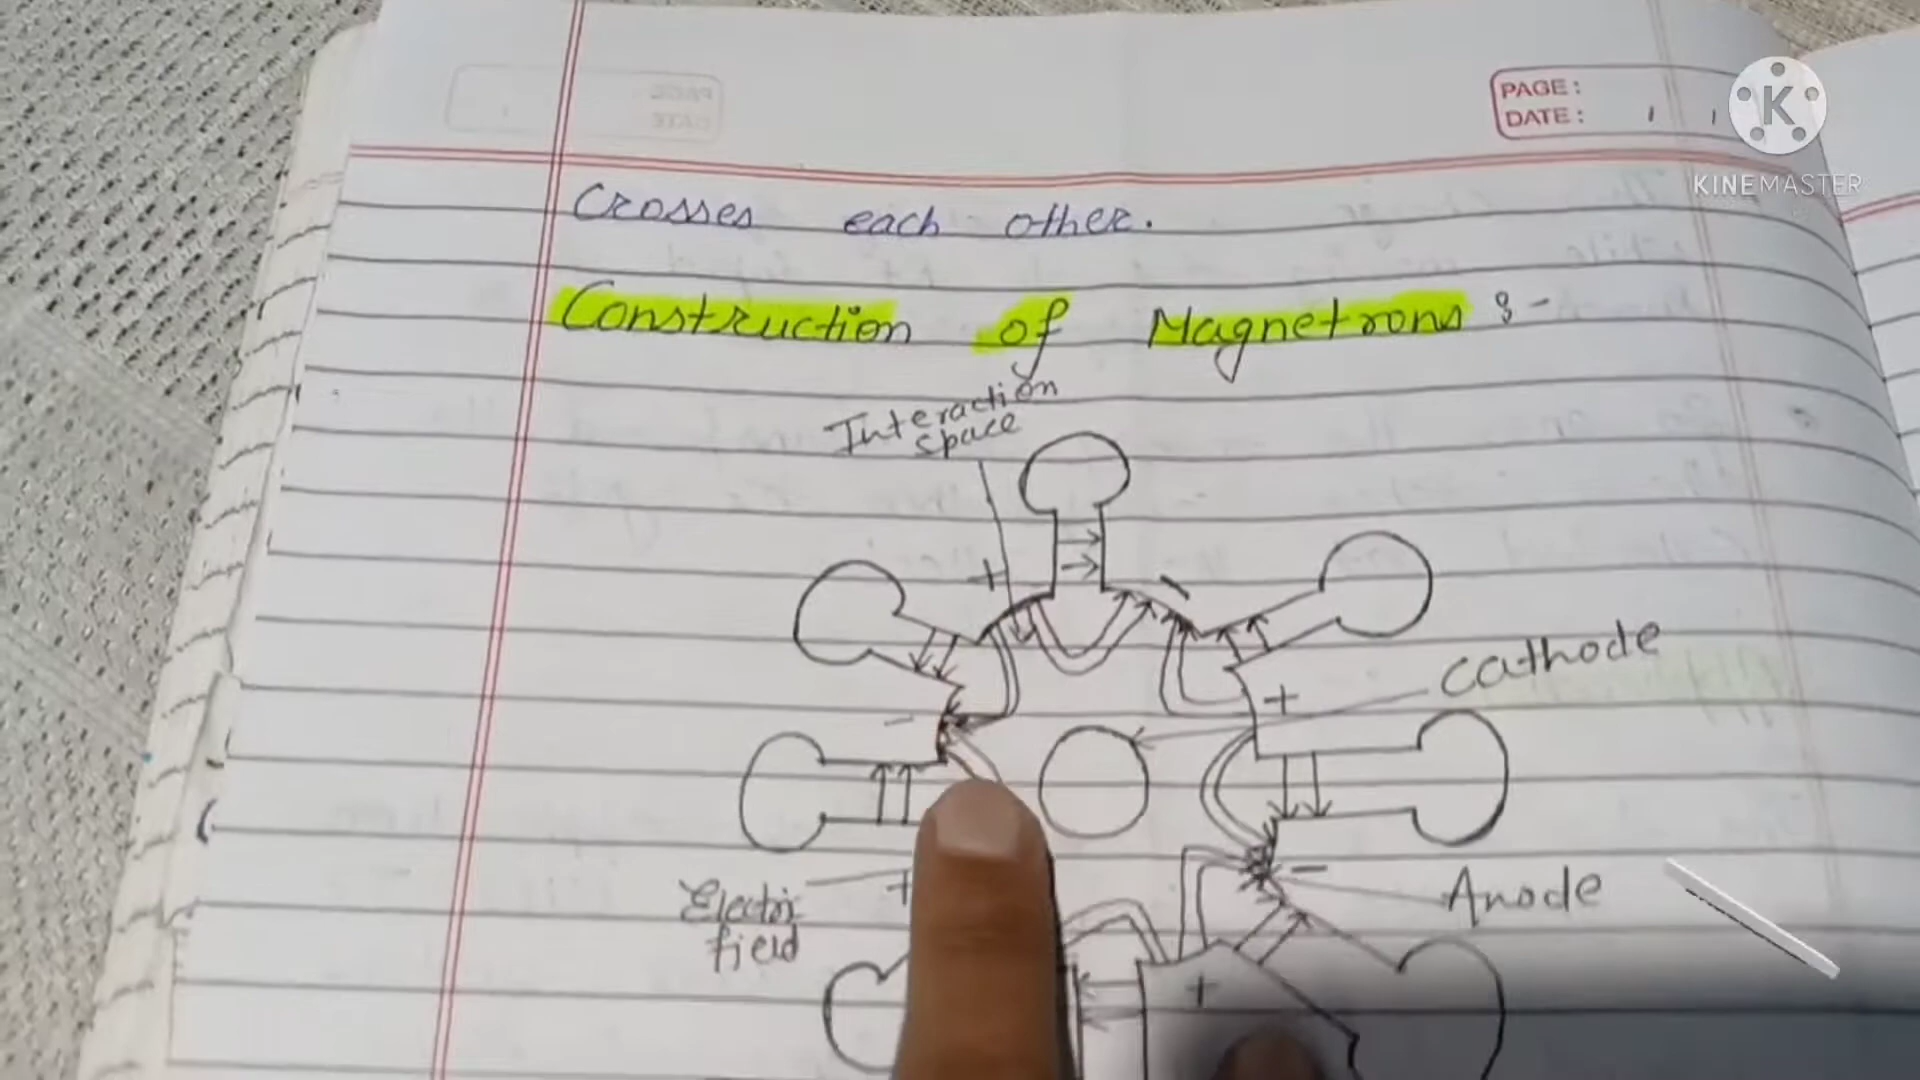 PAGE:
DATE:
KINEMASTER
Crosses each other.
Construction of Magnetrons :-
Interaction
space
+
-
Cathode
+
-
Electric
field
+
-
Anode
+